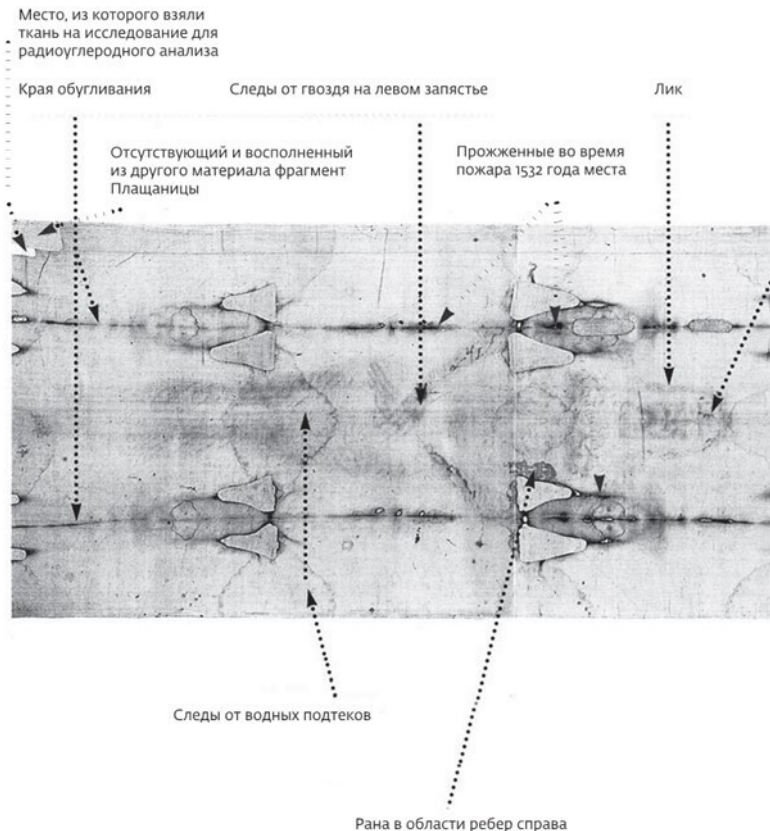 Место, из которого взяли
ткань на исследование для
радиоуглеродного анализа
Края обугливания
Следы от гвоздя на левом запястье
Лик
Отсутствующий и восполненный
из другого материала фрагмент
Плащаницы
Прожженные во время
пожара 1532 года места
Следы от водных подтеков
Рана в области ребер справа